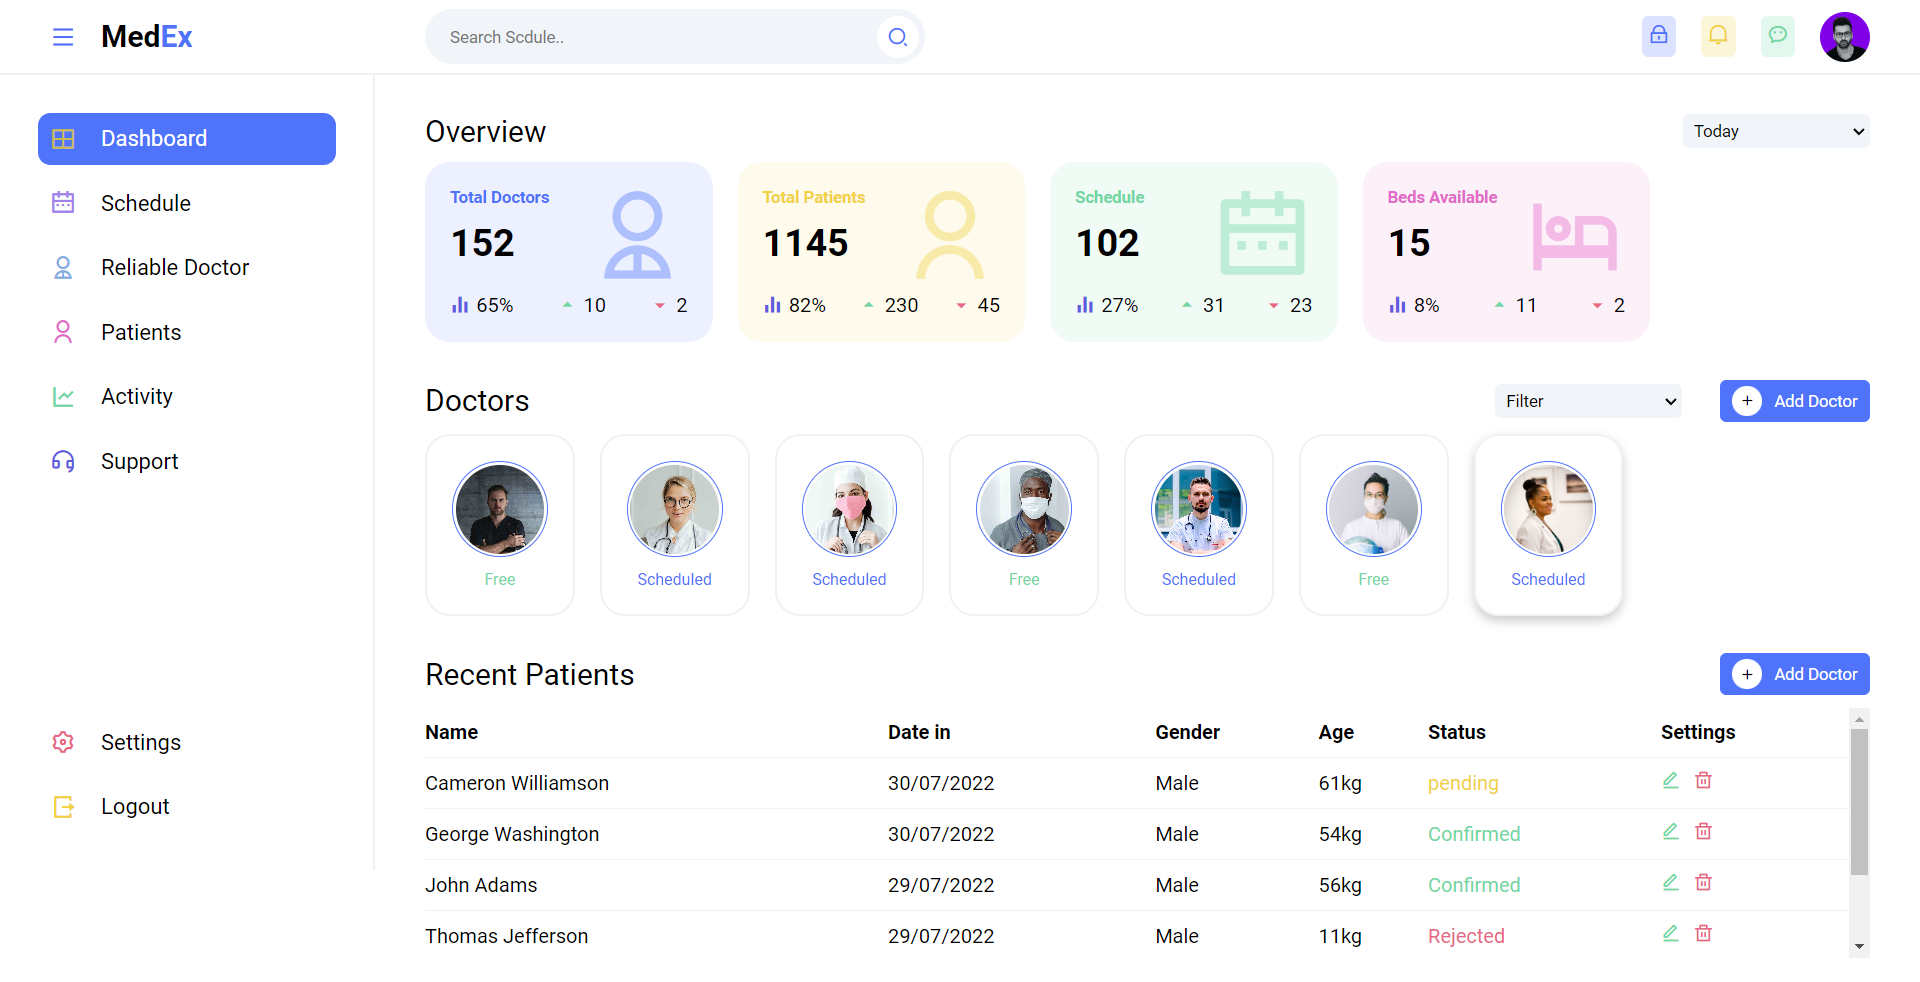 MedEx
Search Scdule..
Dashboard
Schedule
Reliable Doctor
Patients
Activity
Support
Settings
Logout
Overview
Today
Total Doctors
152
65% 10 2
Total Patients
1145
82% 230 45
Schedule
102
27% 31 23
Beds Available
15
8% 11 2
Doctors
Filter
+ Add Doctor
Free
Scheduled
Scheduled
Free
Scheduled
Free
Scheduled
Recent Patients
+ Add Doctor
Name Date in Gender Age Status Settings
Cameron Williamson 30/07/2022 Male 61kg pending
George Washington 30/07/2022 Male 54kg Confirmed
John Adams 29/07/2022 Male 56kg Confirmed
Thomas Jefferson 29/07/2022 Male 11kg Rejected